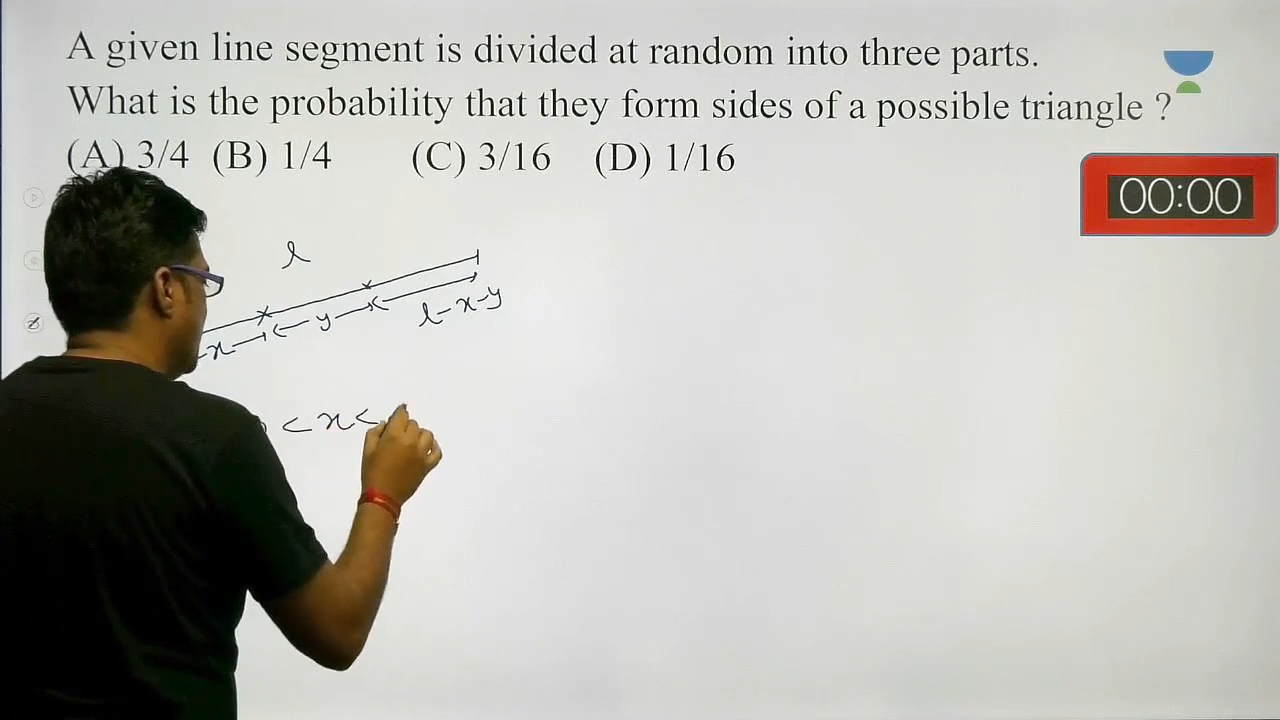 A given line segment is divided at random into three parts.
What is the probability that they form sides of a possible triangle ?
(A) 3/4 (B) 1/4 (C) 3/16 (D) 1/16
00:00
l
x y l-x-y
< x <